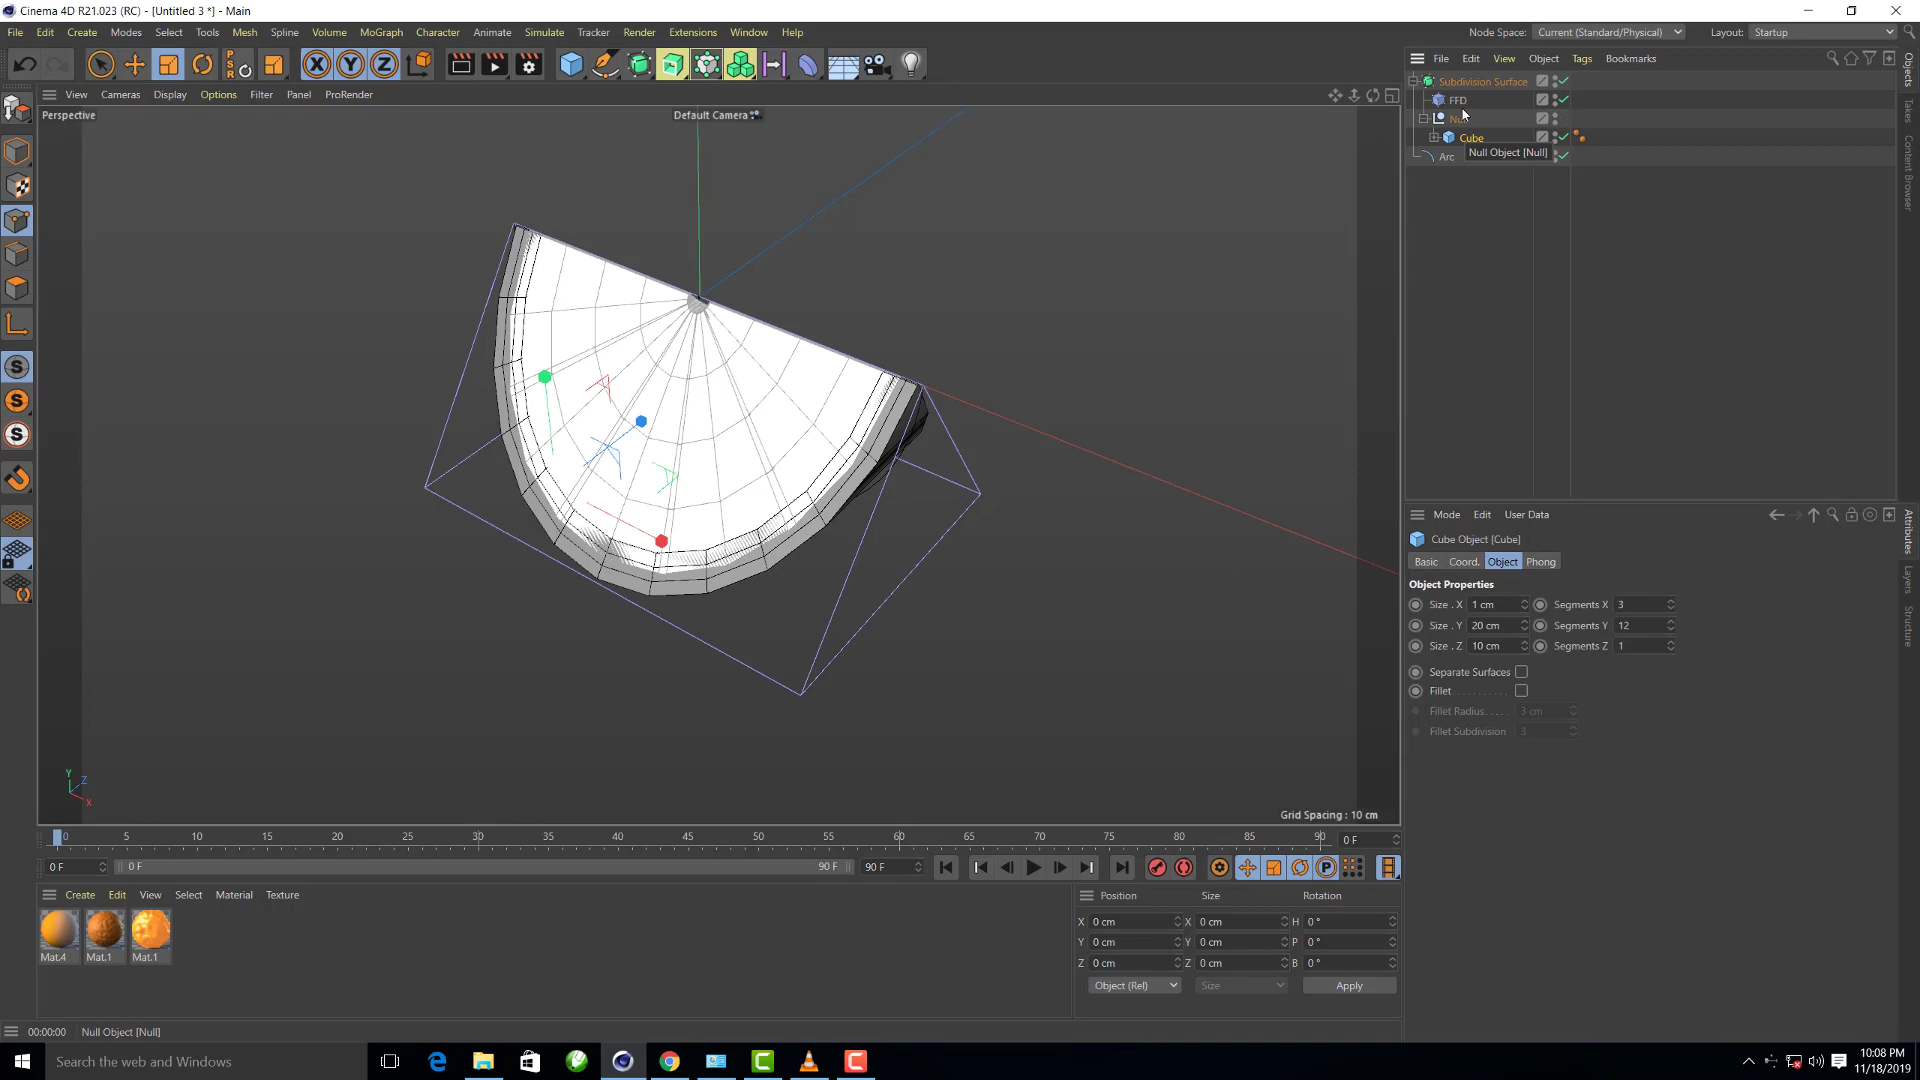 Cinema 4D R21.023 (RC) - [Untitled 3 *] - Main
File Edit Create Modes Select Tools Mesh Spline Volume MoGraph Character Animate Simulate Tracker Render Extensions Window Help
Node Space: Current (Standard/Physical) Layout: Startup
File Edit View Object Tags Bookmarks
Subdivision Surface
FFD
Cube
Null Object [Null]
Arc
Objects
Takes
Content Browser
View Cameras Display Options Filter Panel ProRender
Perspective
Default Camera
Y
Z
X
Grid Spacing : 10 cm
Mode Edit User Data
Cube Object [Cube]
Basic Coord. Object Phong
Object Properties
Size . X 1 cm Segments X 3
Size . Y 20 cm Segments Y 12
Size . Z 10 cm Segments Z 1
Separate Surfaces
Fillet
Fillet Radius 3 cm
Fillet Subdivision 3
Attributes
Layers
Structure
0 5 10 15 20 25 30 35 40 45 50 55 60 65 70 75 80 85 90 0 F
0 F 0 F 90 F 90 F
Create Edit View Select Material Texture
Mat.4 Mat.1 Mat.1
Position Size Rotation
X 0 cm X 0 cm H 0 °
Y 0 cm Y 0 cm P 0 °
Z 0 cm Z 0 cm B 0 °
Object (Rel) Size Apply
00:00:00 Null Object [Null]
Search the web and Windows
10:08 PM
11/18/2019